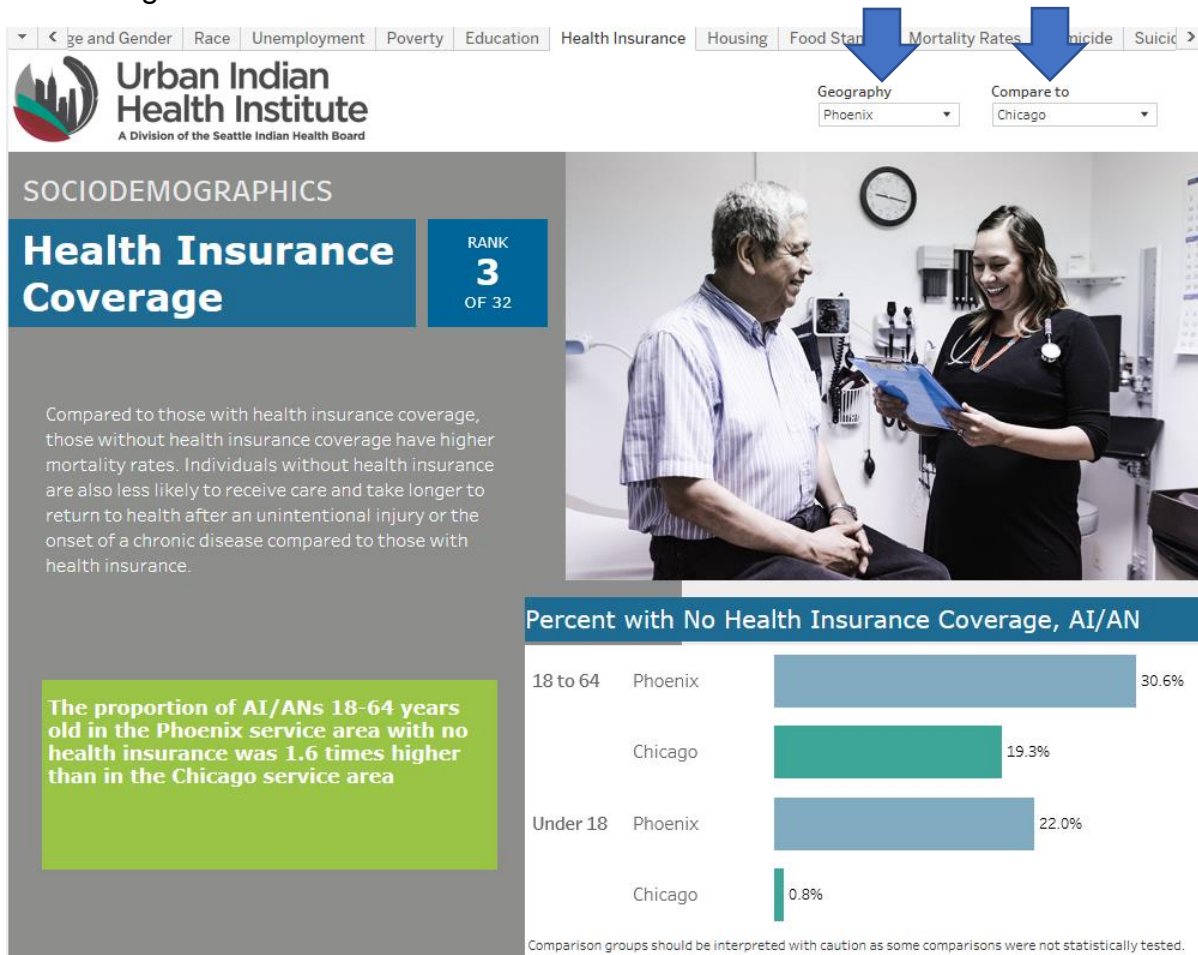 ge and Gender Race Unemployment Poverty Education Health Insurance Housing Food Stam Mortality Rates micide Suicid
Urban Indian
Health Institute
A Division of the Seattle Indian Health Board
Geography
Phoenix
Compare to
Chicago
SOCIODEMOGRAPHICS
Health Insurance
Coverage
RANK
3
OF 32
Compared to those with health insurance coverage,
those without health insurance coverage have higher
mortality rates. Individuals without health insurance
are also less likely to receive care and take longer to
return to health after an unintentional injury or the
onset of a chronic disease compared to those with
health insurance.
The proportion of AI/ANs 18-64 years
old in the Phoenix service area with no
health insurance was 1.6 times higher
than in the Chicago service area
Percent with No Health Insurance Coverage, AI/AN
18 to 64 Phoenix 30.6%
Chicago 19.3%
Under 18 Phoenix 22.0%
Chicago 0.8%
Comparison groups should be interpreted with caution as some comparisons were not statistically tested.